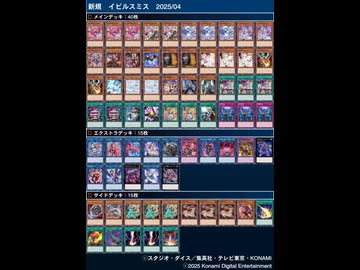 新規 イビルスミス 2025/04
メインデッキ:40枚
エクストラデッキ:15枚
サイドデッキ:15枚
©スタジオ・ダイス/集英社・テレビ東京・KONAMI
©2025 Konami Digital Entertainment